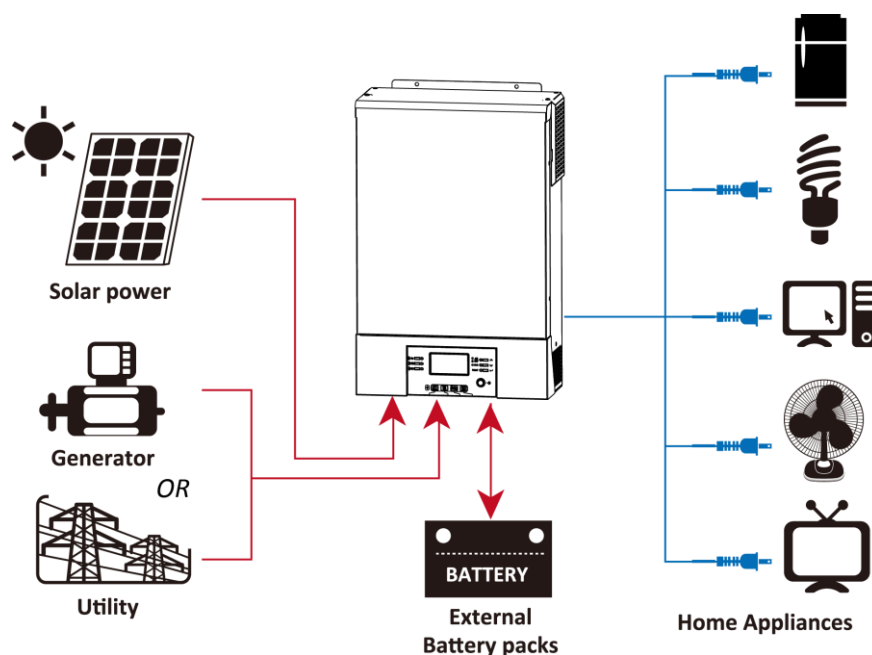 Solar power
Generator
OR
Utility
BATTERY
External
Battery packs
Home Appliances